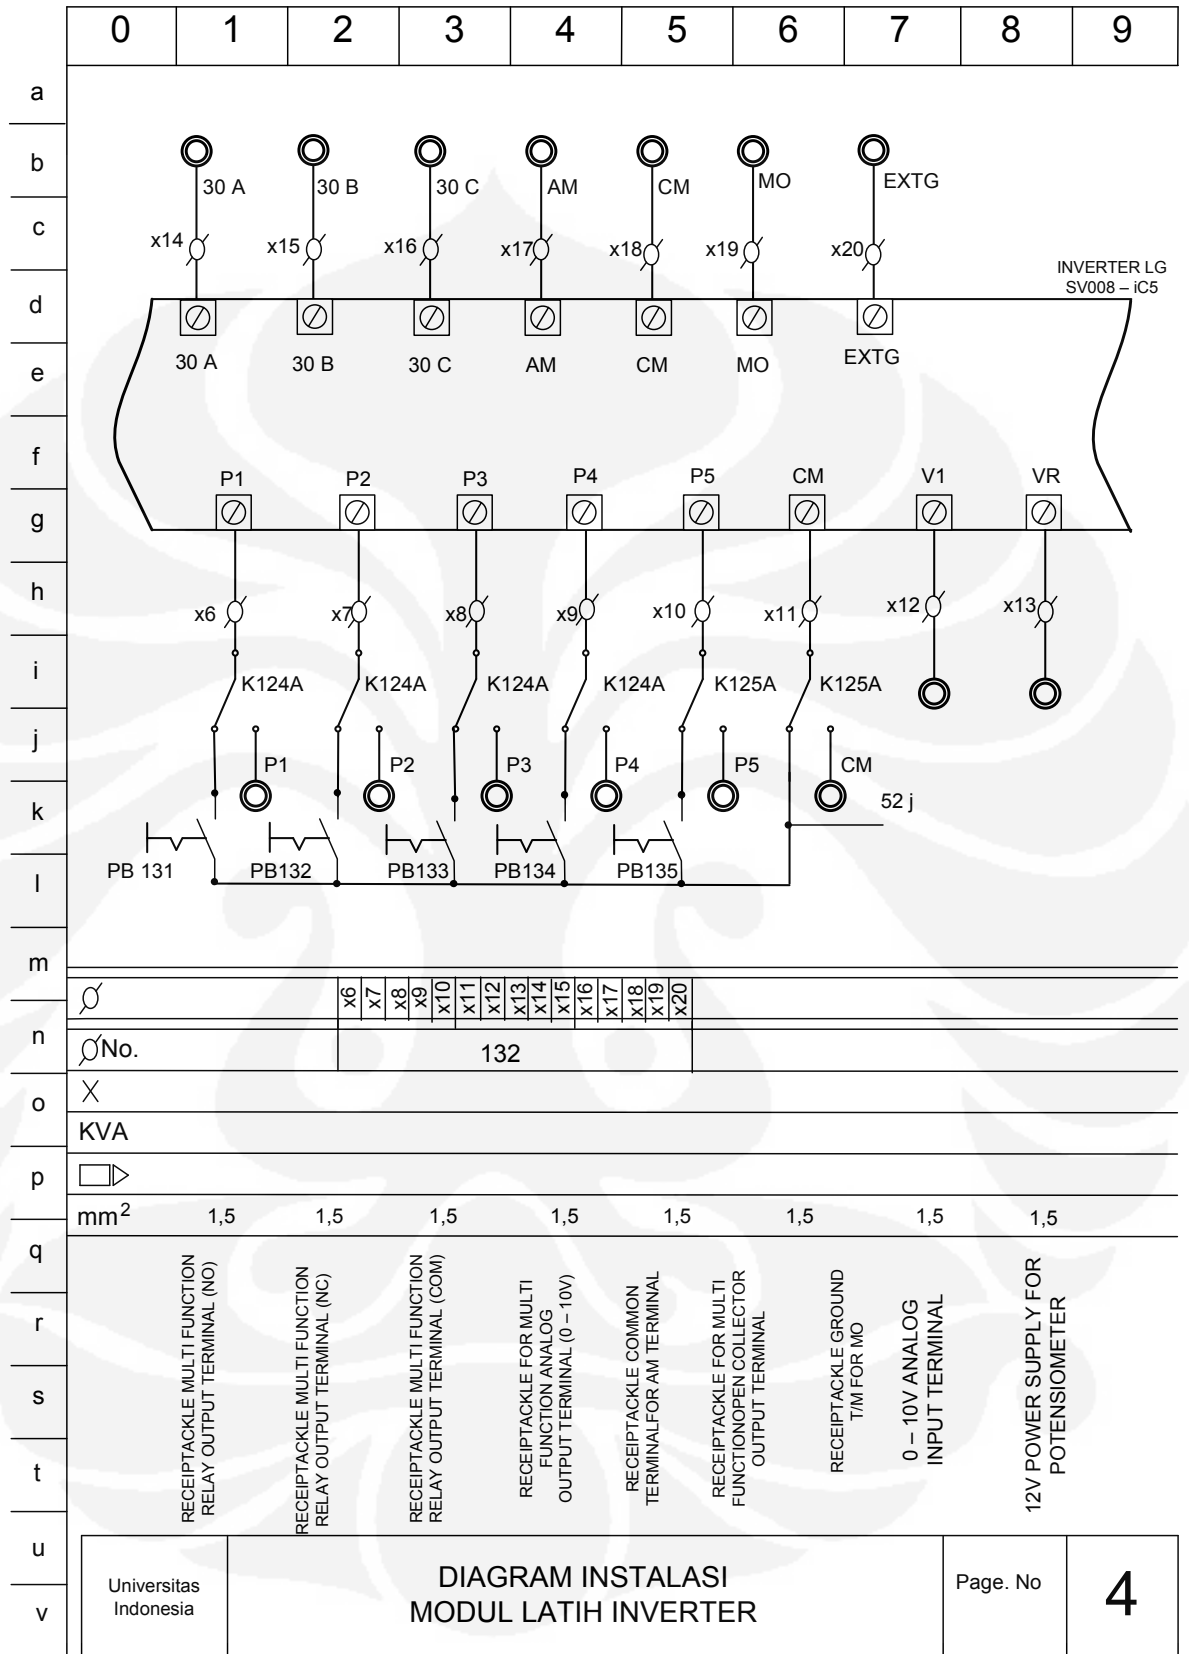 0 1 2 3 4 5 6 7 8 9
a
b
30 A 30 B 30 C AM CM MO EXTG
c
x14 x15 x16 x17 x18 x19 x20
INVERTER LG
SV008 – iC5
d
30 A 30 B 30 C AM CM MO EXTG
e
f
P1 P2 P3 P4 P5 CM V1 VR
g
h
x6 x7 x8 x9 x10 x11 x12 x13
i
K124A K124A K124A K124A K125A K125A
j
P1 P2 P3 P4 P5 CM
k
52 j
PB 131 PB132 PB133 PB134 PB135
l
m
x6 x7 x8 x9 x10 x11 x12 x13 x14 x15 x16 x17 x18 x19 x20
n
No. 132
o
X
KVA
p
mm2 1,5 1,5 1,5 1,5 1,5 1,5 1,5 1,5
q
r
s
t
RECEIPTACKLE MULTI FUNCTION
RELAY OUTPUT TERMINAL (NO)
RECEIPTACKLE MULTI FUNCTION
RELAY OUTPUT TERMINAL (NC)
RECEIPTACKLE MULTI FUNCTION
RELAY OUTPUT TERMINAL (COM)
RECEIPTACKLE FOR MULTI
FUNCTION ANALOG
OUTPUT TERMINAL (0 – 10V)
RECEIPTACKLE COMMON
TERMINALFOR AM TERMINAL
RECEIPTACKLE FOR MULTI
FUNCTIONOPEN COLLECTOR
OUTPUT TERMINAL
RECEIPTACKLE GROUND
T/M FOR MO
0 – 10V ANALOG
INPUT TERMINAL
12V POWER SUPPLY FOR
POTENSIOMETER
u
v
Universitas
Indonesia
DIAGRAM INSTALASI
MODUL LATIH INVERTER
Page. No
4